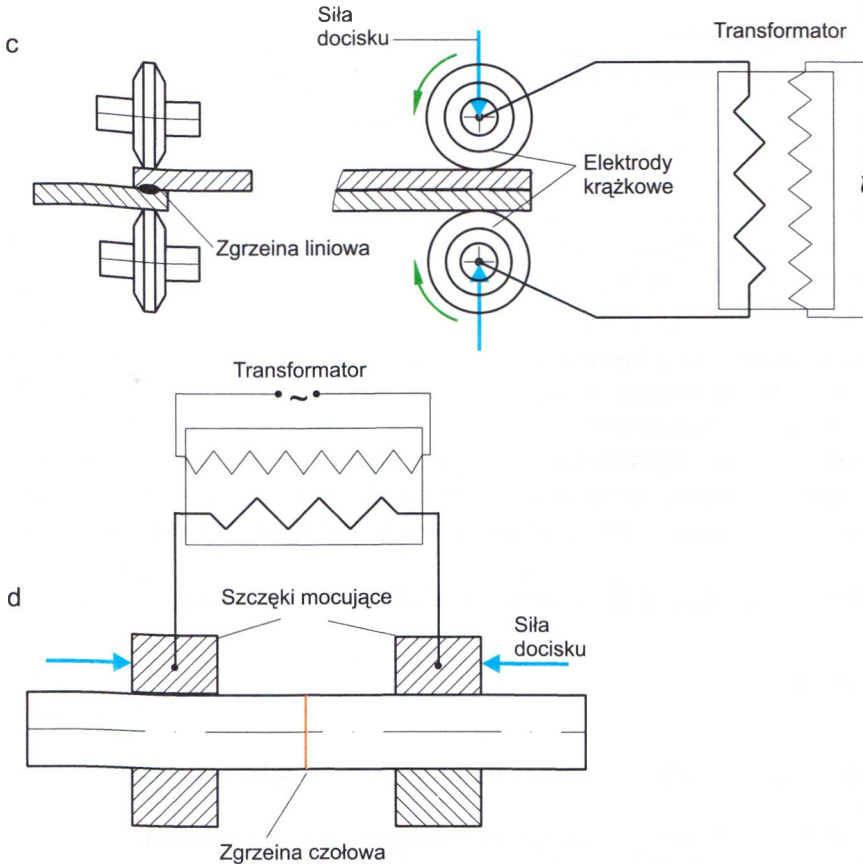 c
Siła
docisku
Transformator
Elektrody
krążkowe
Zgrzeina liniowa
Transformator
~
d
Szczęki mocujące
Siła
docisku
Zgrzeina czołowa